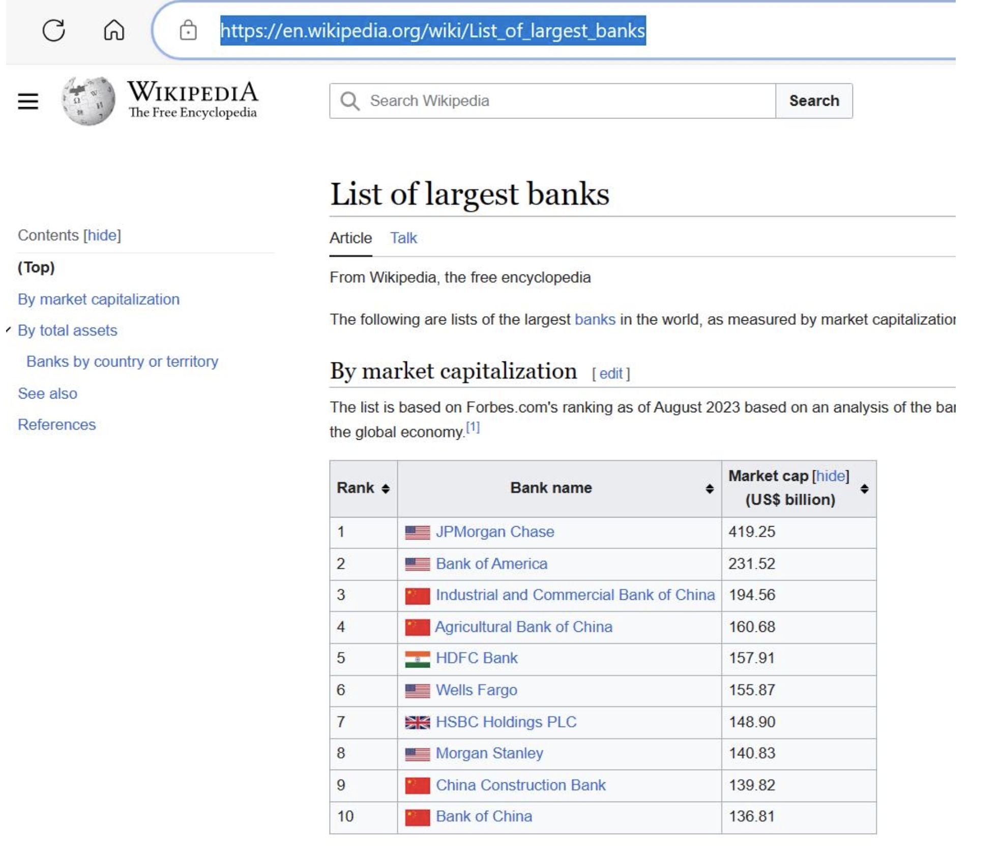 https://en.wikipedia.org/wiki/List_of_largest_banks
WIKIPEDIA
The Free Encyclopedia
Search Wikipedia
Search
List of largest banks
Contents [hide]
(Top)
By market capitalization
By total assets
Banks by country or territory
See also
References
Article Talk
From Wikipedia, the free encyclopedia
The following are lists of the largest banks in the world, as measured by market
By market capitalization [ edit ]
The list is based on Forbes.com's ranking as of August 2023 based on an analysis of the
the global economy.[1]
Rank Bank name Market cap [hide]
(US$ billion)
1 JPMorgan Chase 419.25
2 Bank of America 231.52
3 Industrial and Commercial Bank of China 194.56
4 Agricultural Bank of China 160.68
5 HDFC Bank 157.91
6 Wells Fargo 155.87
7 HSBC Holdings PLC 148.90
8 Morgan Stanley 140.83
9 China Construction Bank 139.82
10 Bank of China 136.81